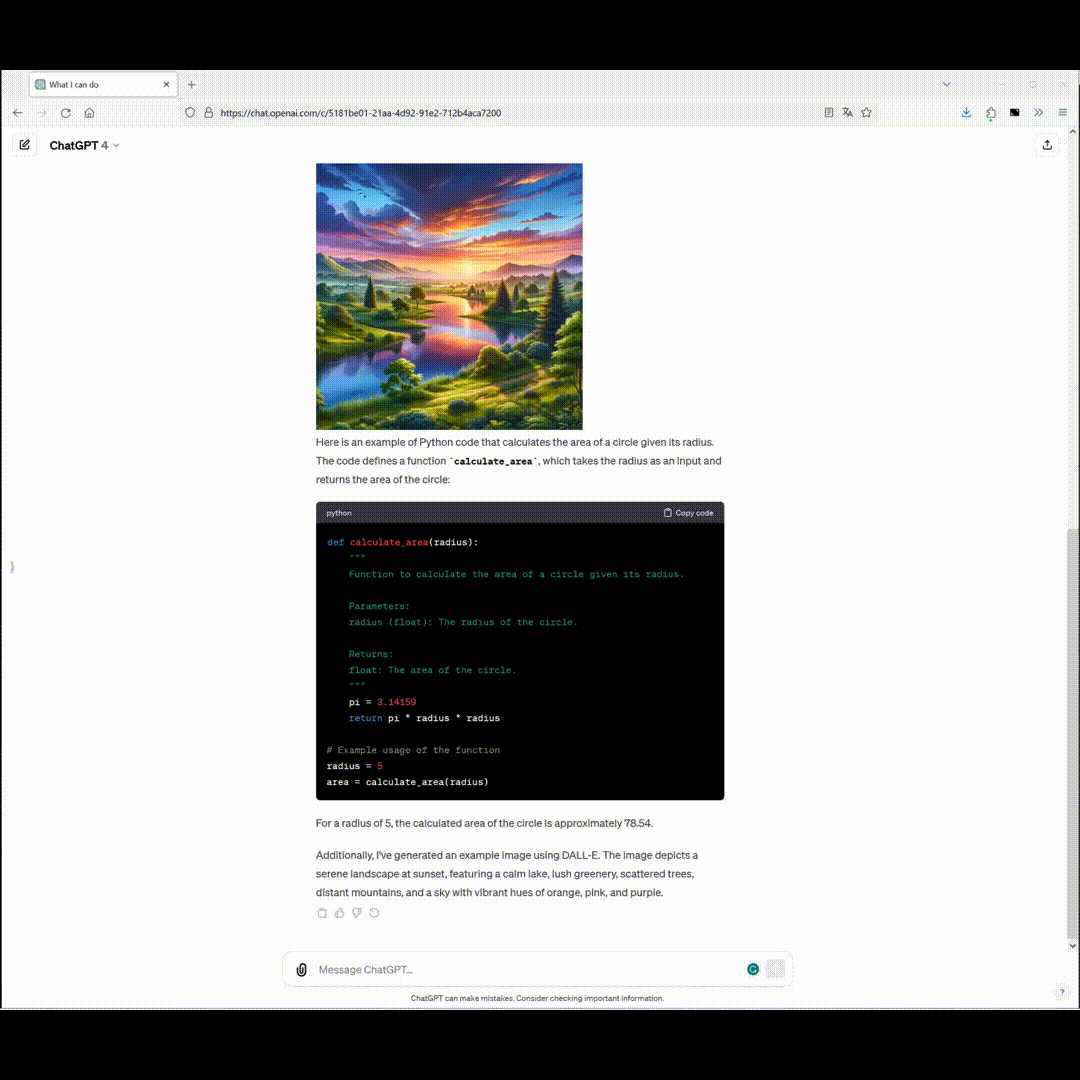 What I can do
https://chat.openai.com/c/5181be01-21aa-4d92-91e2-712b4aca7200
ChatGPT 4
Here is an example of Python code that calculates the area of a circle given its radius.
The code defines a function `calculate_area`, which takes the radius as an input and
returns the area of the circle:
python
Copy code
def calculate_area(radius):
"""
Function to calculate the area of a circle given its radius.
Parameters:
radius (float): The radius of the circle.
Returns:
float: The area of the circle.
"""
pi = 3.14159
return pi * radius * radius
# Example usage of the function
radius = 5
area = calculate_area(radius)
For a radius of 5, the calculated area of the circle is approximately 78.54.
Additionally, I've generated an example image using DALL-E. The image depicts a
serene landscape at sunset, featuring a calm lake, lush greenery, scattered trees,
distant mountains, and a sky with vibrant hues of orange, pink, and purple.
Message ChatGPT...
ChatGPT can make mistakes. Consider checking important information.
?